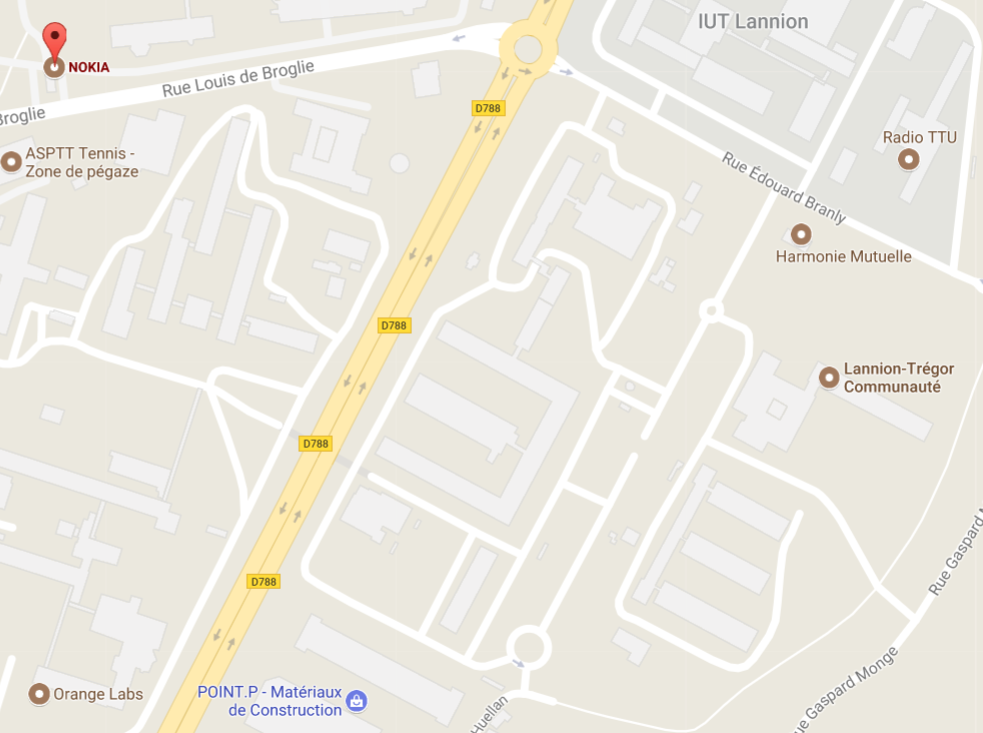 IUT Lannion
NOKIA
Rue Louis de Broglie
Broglie
D788
Radio TTU
ASPTT Tennis -
Zone de pégaze
Rue Édouard Branly
Harmonie Mutuelle
D788
Lannion-Trégor
Communauté
D788
Rue Gaspard M
D788
ue Gaspard Monge
Orange Labs
POINT.P - Matériaux
de Construction
Huellan